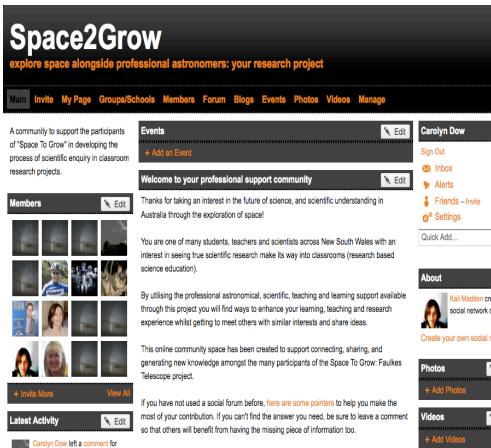 Space2Grow
explore space alongside professional astronomers: your research project
Main Invite My Page Groups/Schools Members Forum Blogs Events Photos Videos Manage
A community to support the participants
of "Space To Grow" in developing the
process of scientific enquiry in classroom
research projects.
Members Edit
+ Invite More View All
Latest Activity Edit
Carolyn Dow left a comment for
Events Edit
+ Add an Event
Welcome to your professional support community Edit
Thanks for taking an interest in the future of science, and scientific understanding in
Australia through the exploration of space!
You are one of many students, teachers and scientists across New South Wales with an
interest in seeing true scientific research make its way into classrooms (research based
science education).
By utilising the professional astronomical, scientific, teaching and learning support available
through this project you will find ways to enhance your learning, teaching and research
experience whilst getting to meet others with similar interests and share ideas.
This online community space has been created to support connecting, sharing, and
generating new knowledge amongst the many participants of the Space To Grow: Faulkes
Telescope project.
If you have not used a social forum before, here are some pointers to help you make the
most of your contribution. If you can't find the answer you need, be sure to leave a comment
so that others will benefit from having the missing piece of information too.
Carolyn Dow
Sign Out
Inbox
Alerts
Friends – Invite
Settings
Quick Add...
About
Kali Madden cr
social network
Create your own social
Photos
+ Add Photos
Videos
+ Add Videos